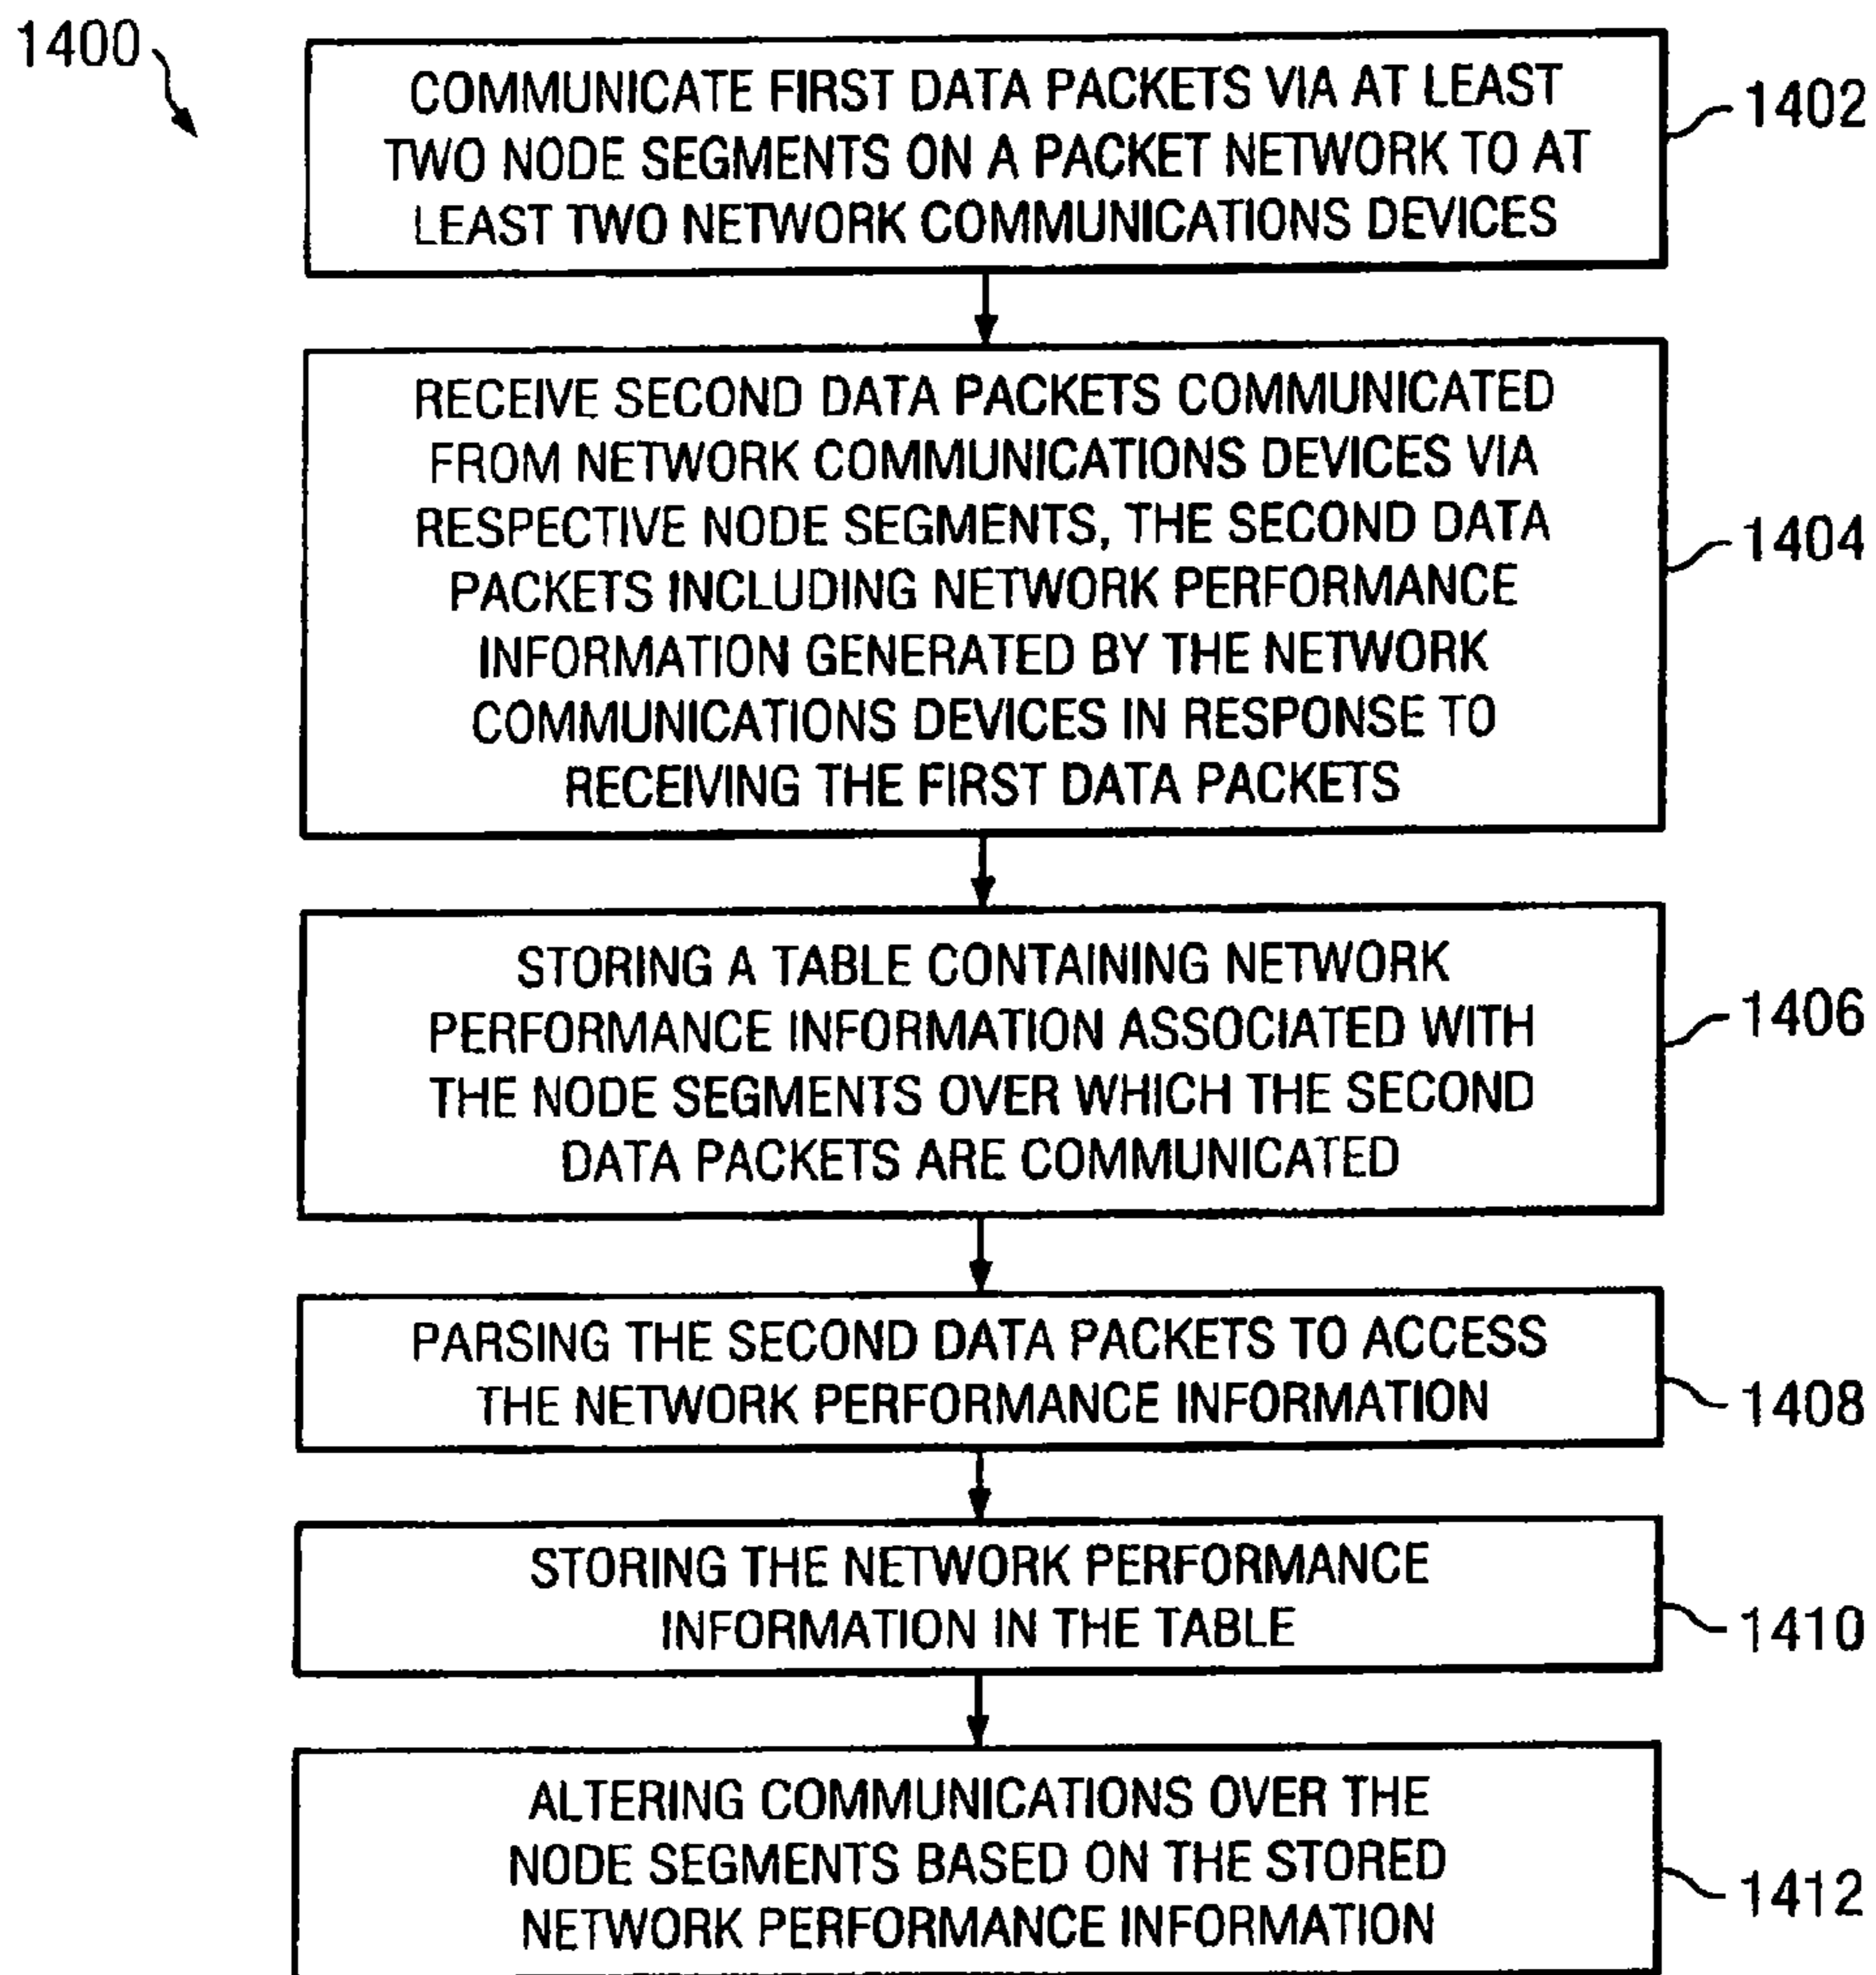 1400
COMMUNICATE FIRST DATA PACKETS VIA AT LEAST
TWO NODE SEGMENTS ON A PACKET NETWORK TO AT
LEAST TWO NETWORK COMMUNICATIONS DEVICES
1402
RECEIVE SECOND DATA PACKETS COMMUNICATED
FROM NETWORK COMMUNICATIONS DEVICES VIA
RESPECTIVE NODE SEGMENTS, THE SECOND DATA
PACKETS INCLUDING NETWORK PERFORMANCE
INFORMATION GENERATED BY THE NETWORK
COMMUNICATIONS DEVICES IN RESPONSE TO
RECEIVING THE FIRST DATA PACKETS
1404
STORING A TABLE CONTAINING NETWORK
PERFORMANCE INFORMATION ASSOCIATED WITH
THE NODE SEGMENTS OVER WHICH THE SECOND
DATA PACKETS ARE COMMUNICATED
1406
PARSING THE SECOND DATA PACKETS TO ACCESS
THE NETWORK PERFORMANCE INFORMATION
1408
STORING THE NETWORK PERFORMANCE
INFORMATION IN THE TABLE
1410
ALTERING COMMUNICATIONS OVER THE
NODE SEGMENTS BASED ON THE STORED
NETWORK PERFORMANCE INFORMATION
1412